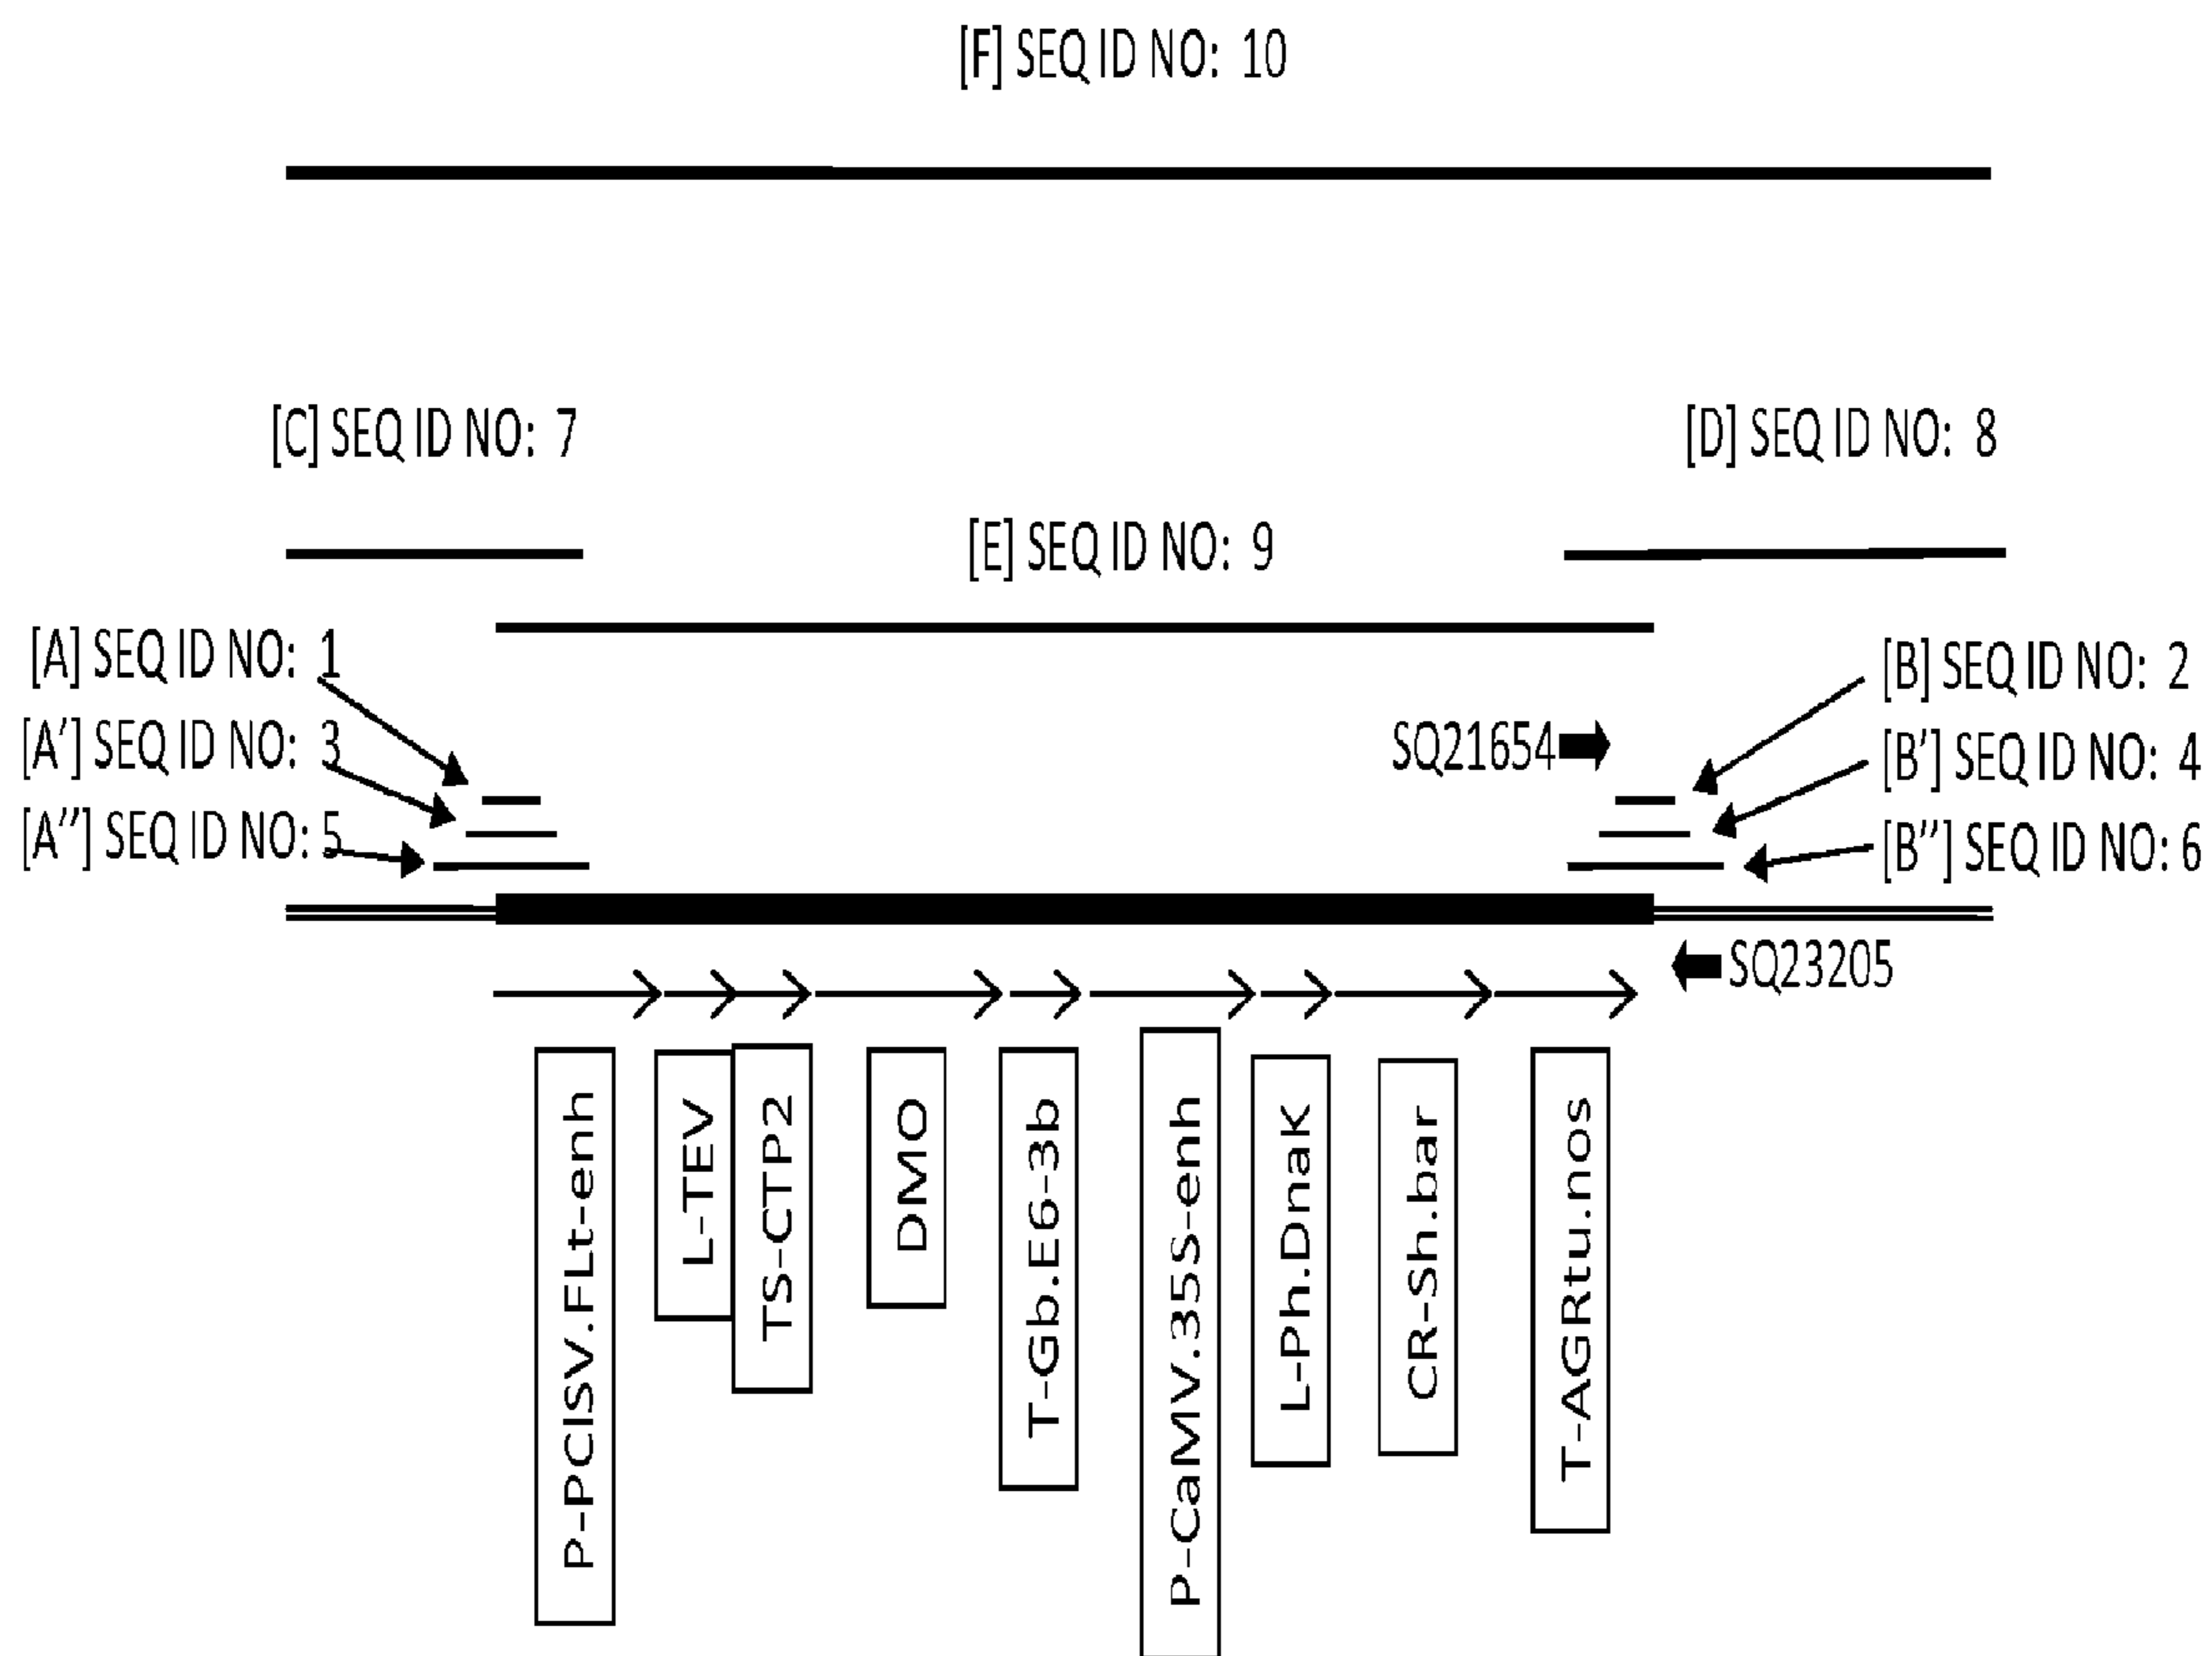 [F] SEQ ID NO: 10
[C] SEQ ID NO: 7
[D] SEQ ID NO: 8
[E] SEQ ID NO: 9
[A] SEQ ID NO: 1
[A'] SEQ ID NO: 3
[A''] SEQ ID NO: 5
SQ21654
[B] SEQ ID NO: 2
[B'] SEQ ID NO: 4
[B''] SEQ ID NO: 6
SQ23205
P-PCISV.FLt-enh
L-TEV
TS-CTP2
DMO
T-Gb.E6-3b
P-CaMV.35S-enh
L-Ph.DnaK
CR-Sh.bar
T-AGRtu.nos